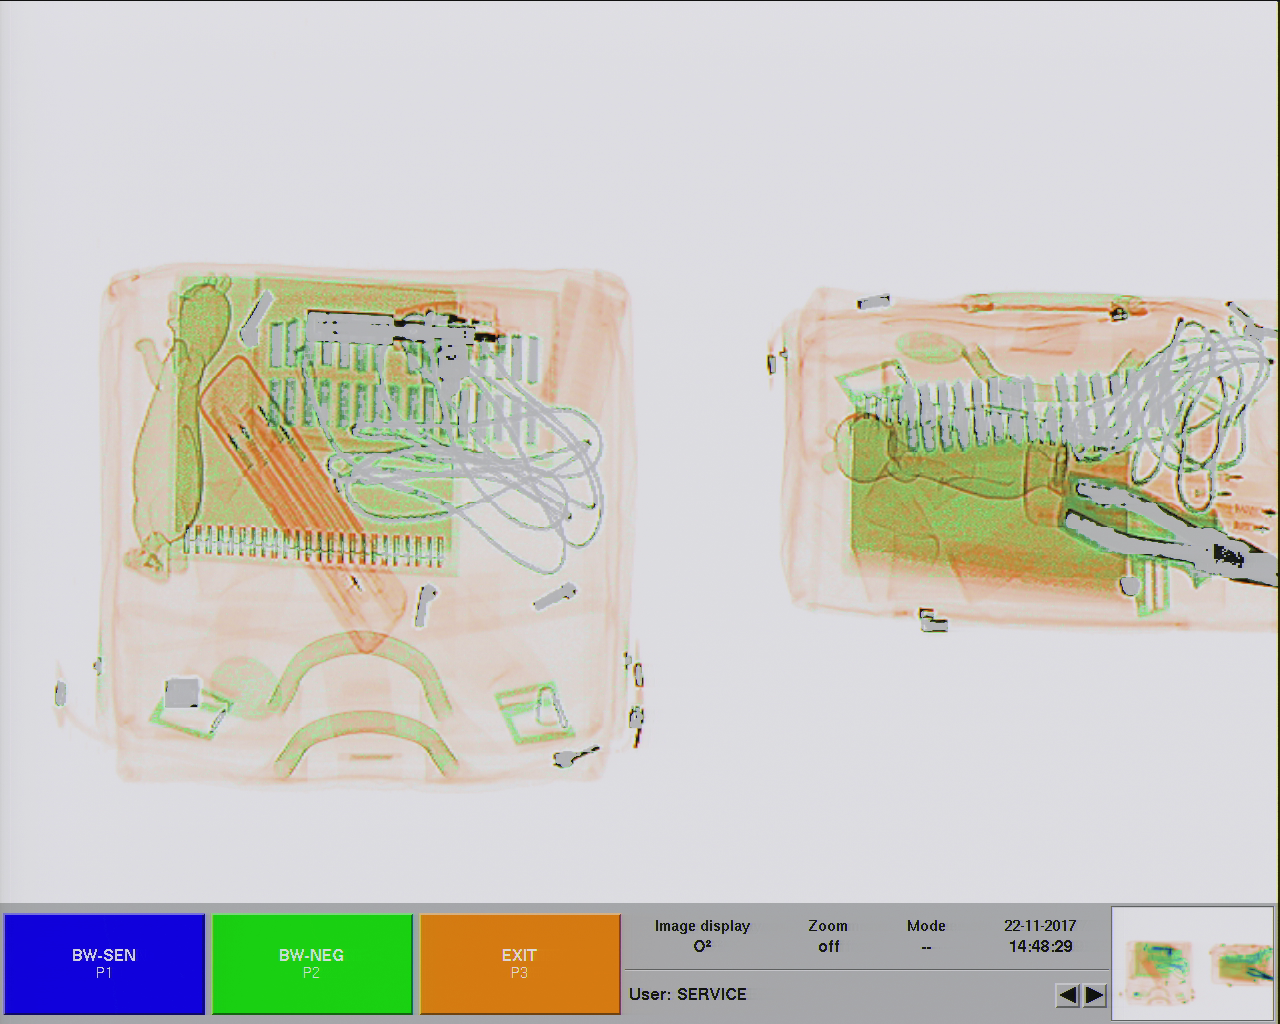 BW-SEN
P1
BW-NEG
P2
EXIT
P3
Image display
O²
Zoom
off
Mode
--
22-11-2017
14:48:29
User: SERVICE